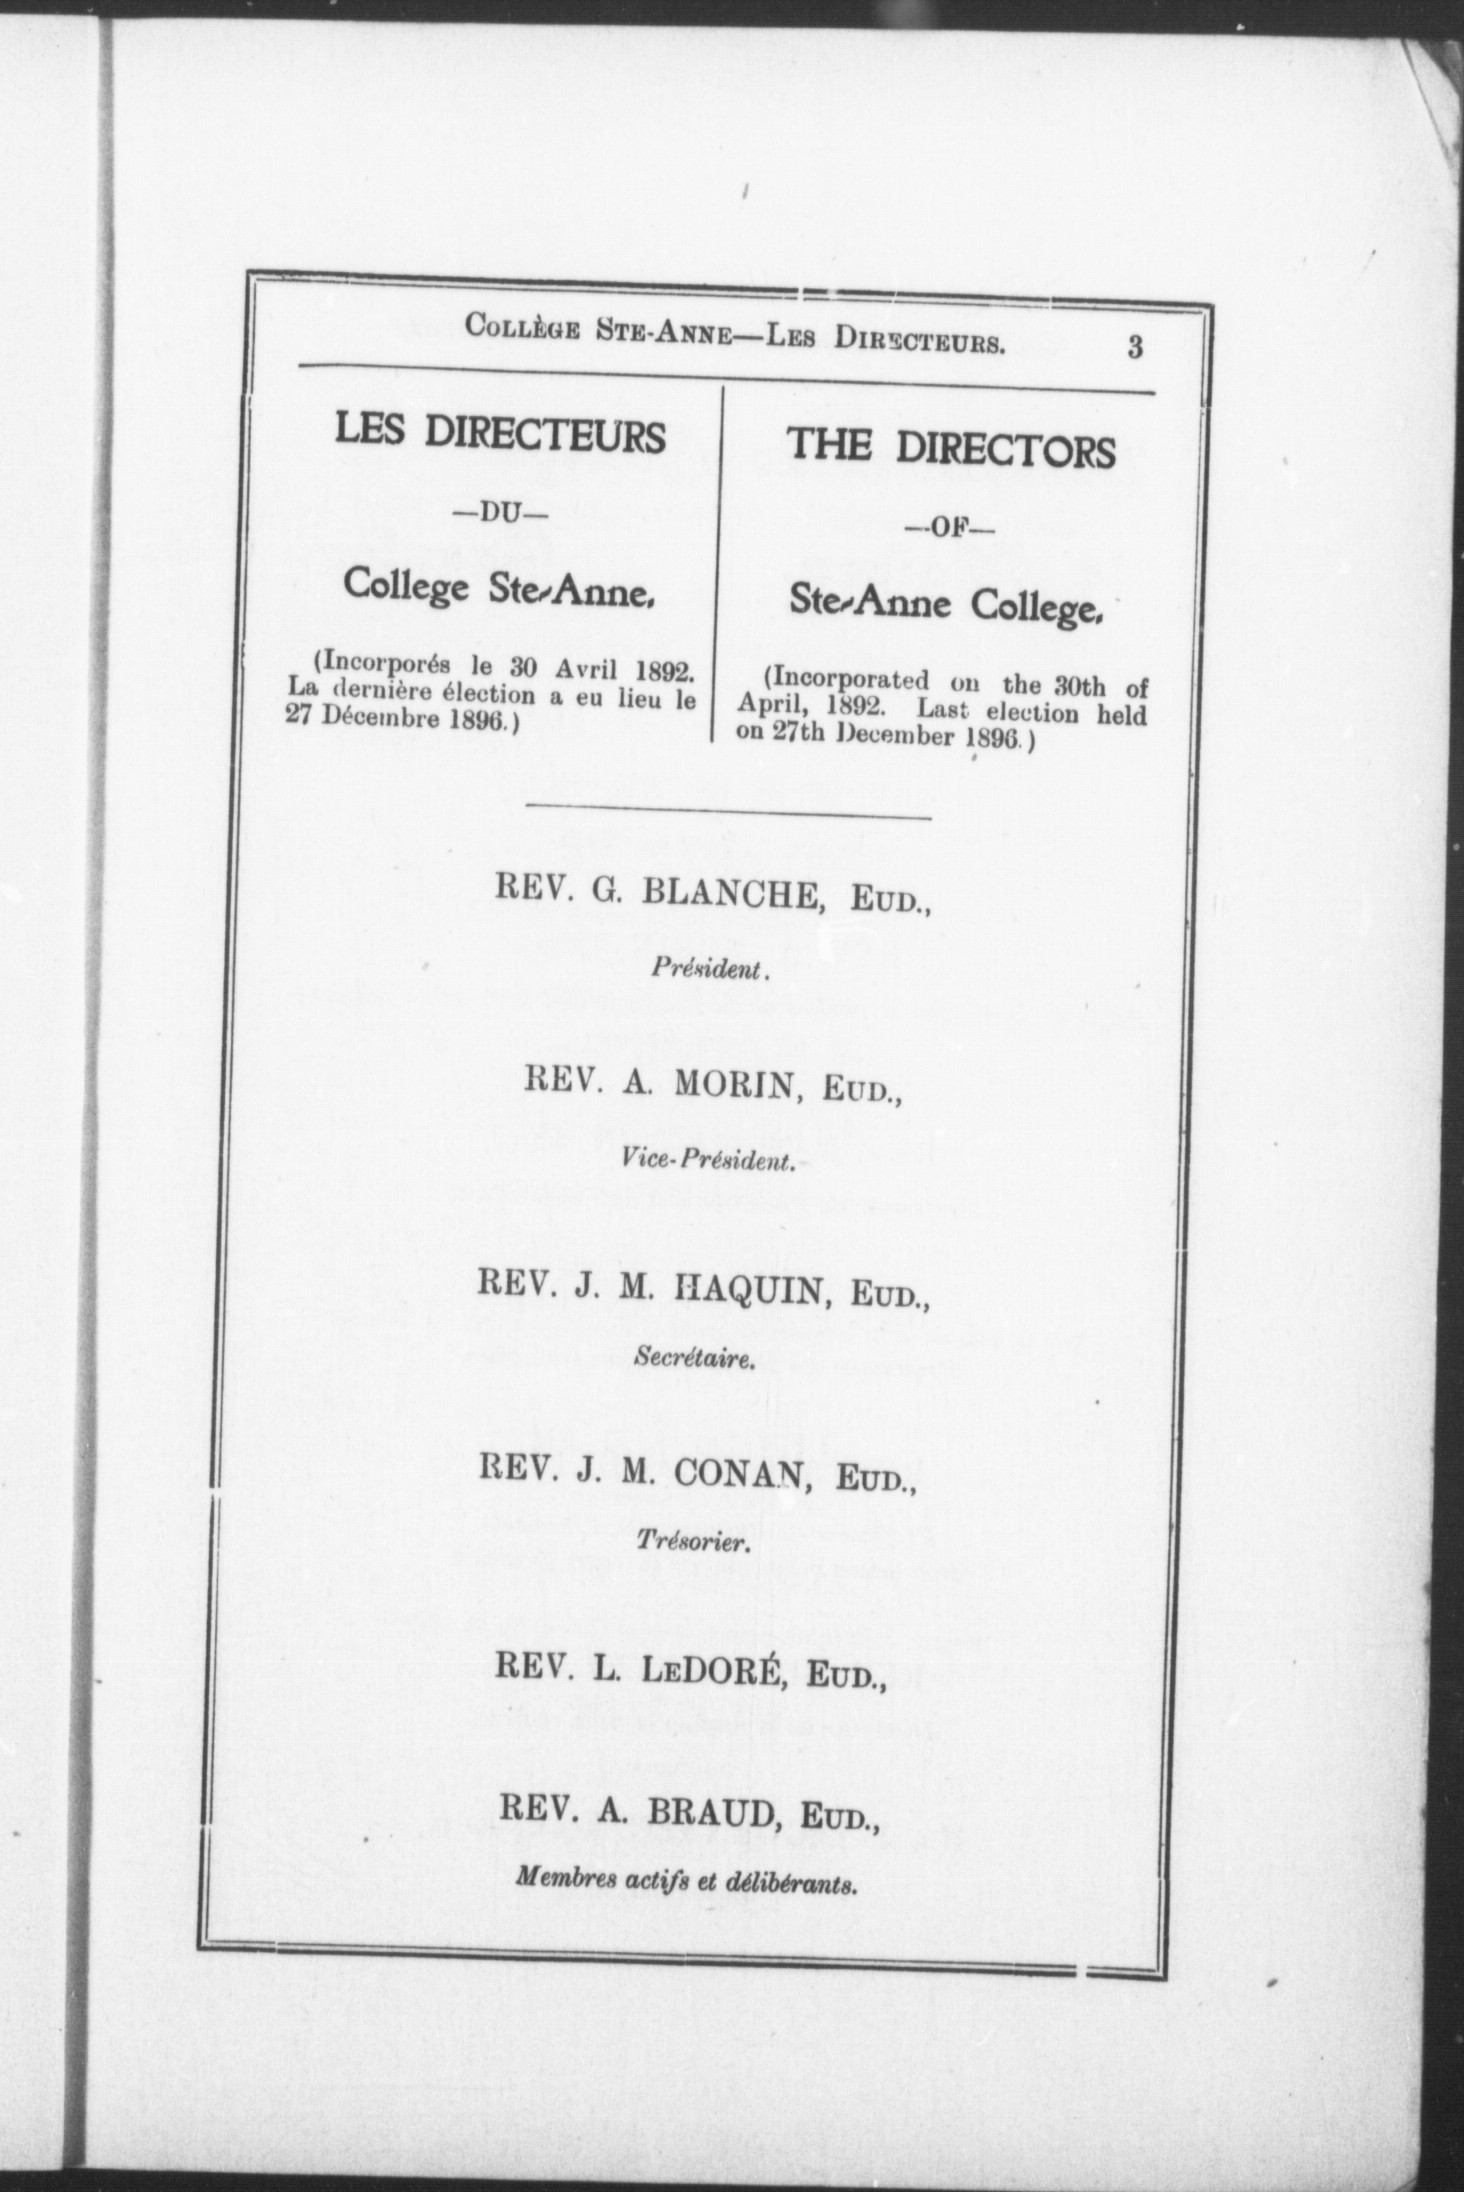 COLLÈGE STE-ANNE—LES DIRECTEURS. 3
LES DIRECTEURS
—DU—
College Ste-Anne.
(Incorporés le 30 Avril 1892.
La dernière élection a eu lieu le
27 Décembre 1896.)
THE DIRECTORS
—OF—
Ste-Anne College.
(Incorporated on the 30th of
April, 1892. Last election held
on 27th December 1896.)
REV. G. BLANCHE, EUD.,
Président.
REV. A. MORIN, EUD.,
Vice-Président.
REV. J. M. HAQUIN, EUD.,
Secrétaire.
REV. J. M. CONAN, EUD.,
Trésorier.
REV. L. LEDORÉ, EUD.,
REV. A. BRAUD, EUD.,
Membres actifs et délibérants.